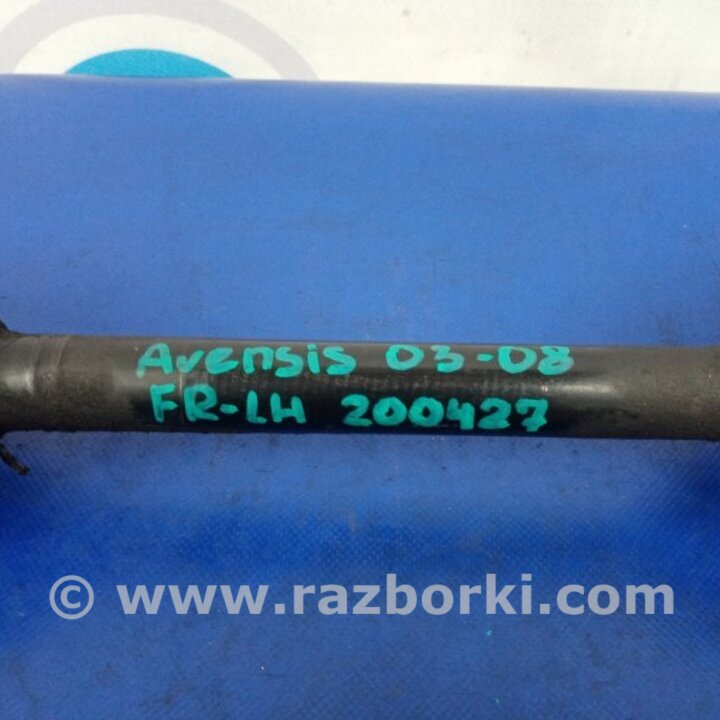 Avensis 03-08
FR-LH 200427
© www.razborki.com